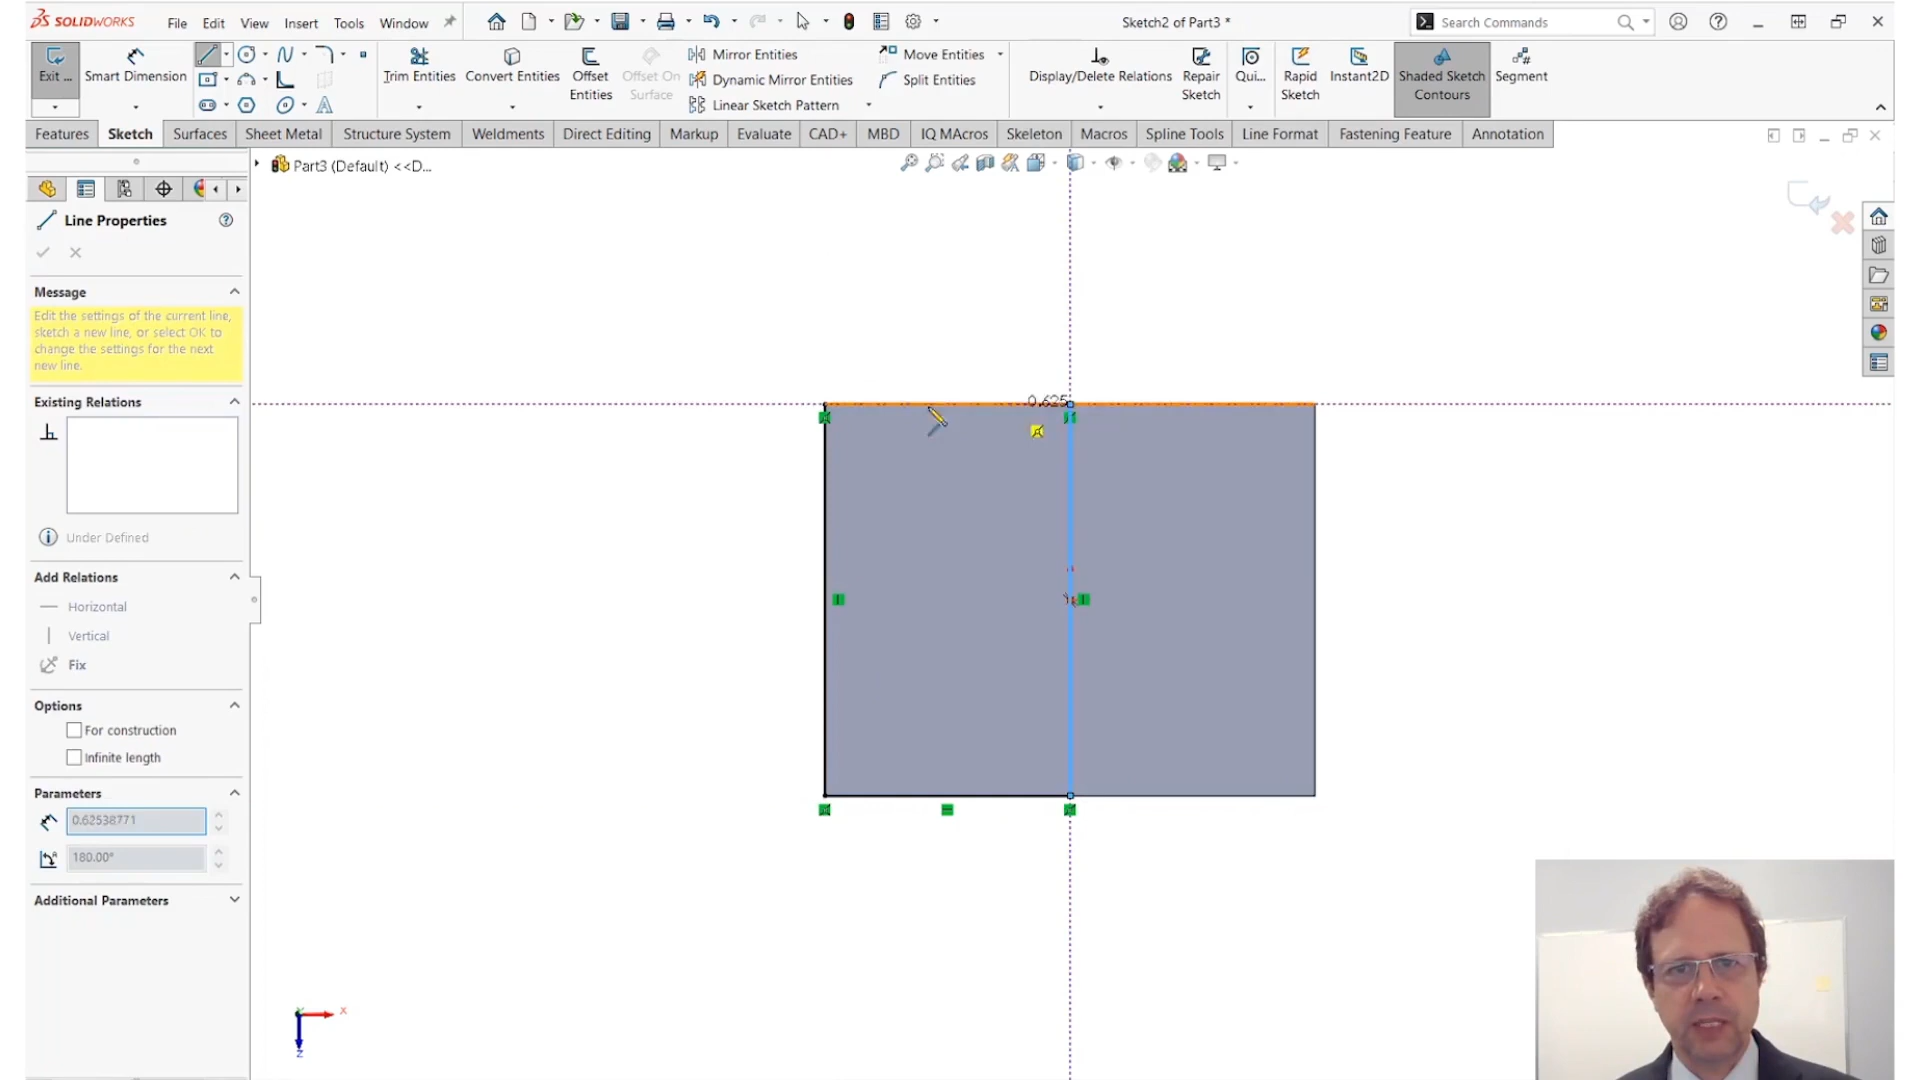 SOLIDWORKS File Edit View Insert Tools Window Sketch2 of Part3 * Search Commands
Exit ... Smart Dimension Trim Entities Convert Entities Offset Entities Offset On Surface Mirror Entities Dynamic Mirror Entities Linear Sketch Pattern Move Entities Split Entities Display/Delete Relations Repair Sketch Qui... Rapid Sketch Instant2D Shaded Sketch Contours Segment
Features Sketch Surfaces Sheet Metal Structure System Weldments Direct Editing Markup Evaluate CAD+ MBD IQ MAcros Skeleton Macros Spline Tools Line Format Fastening Feature Annotation
Part3 (Default) <<D...
Line Properties
Message
Edit the settings of the current line,
sketch a new line, or select OK to
change the settings for the next
new line.
Existing Relations
Under Defined
Add Relations
Horizontal
Vertical
Fix
Options
For construction
Infinite length
Parameters
0.62538771
180.00°
Additional Parameters
0.625
X
Z